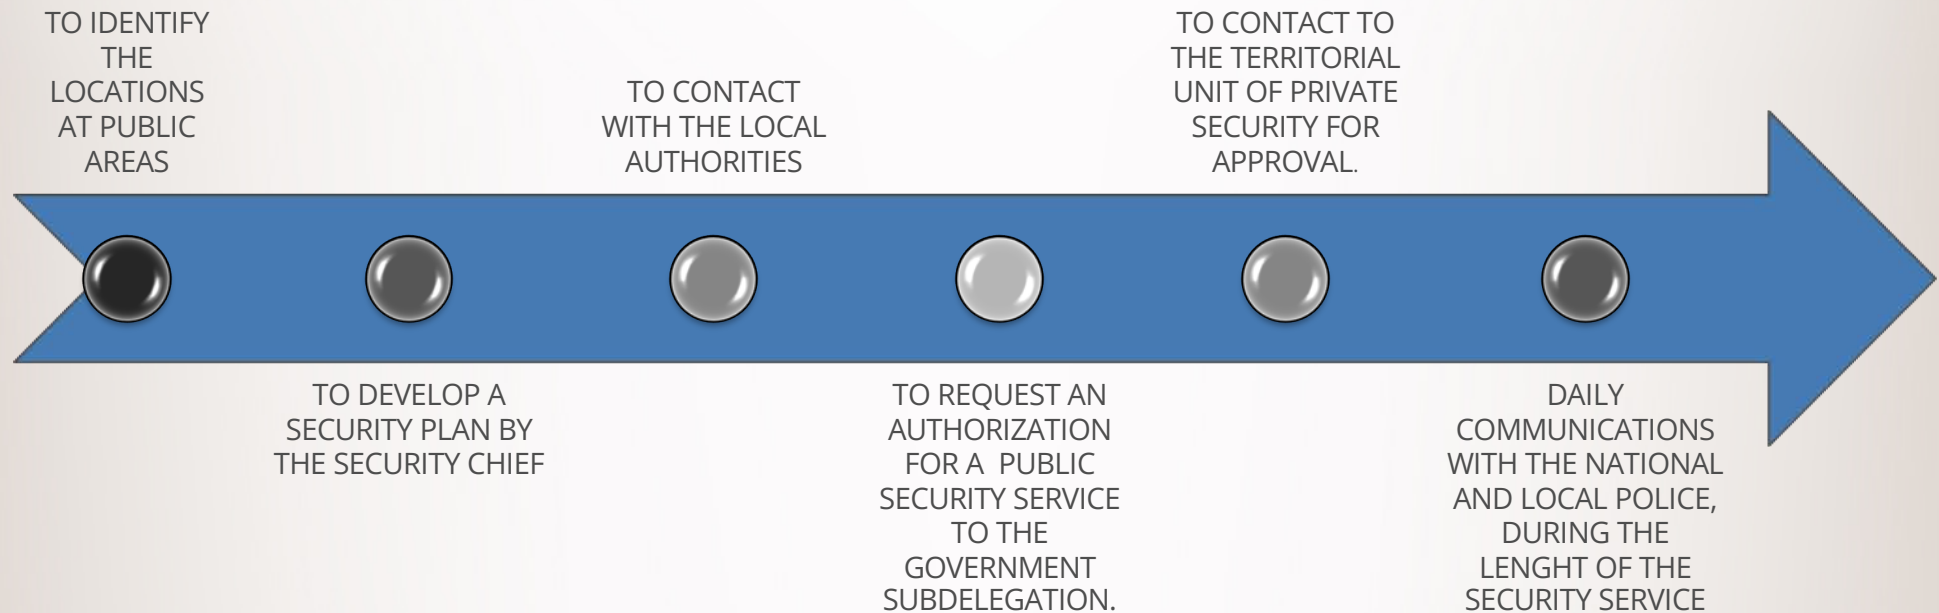 TO IDENTIFY
THE
LOCATIONS
AT PUBLIC
AREAS
TO DEVELOP A
SECURITY PLAN BY
THE SECURITY CHIEF
TO CONTACT
WITH THE LOCAL
AUTHORITIES
TO REQUEST AN
AUTHORIZATION
FOR A  PUBLIC
SECURITY SERVICE
TO THE
GOVERNMENT
SUBDELEGATION.
TO CONTACT TO
THE TERRITORIAL
UNIT OF PRIVATE
SECURITY FOR
APPROVAL.
DAILY
COMMUNICATIONS
WITH THE NATIONAL
AND LOCAL POLICE,
DURING THE
LENGHT OF THE
SECURITY SERVICE